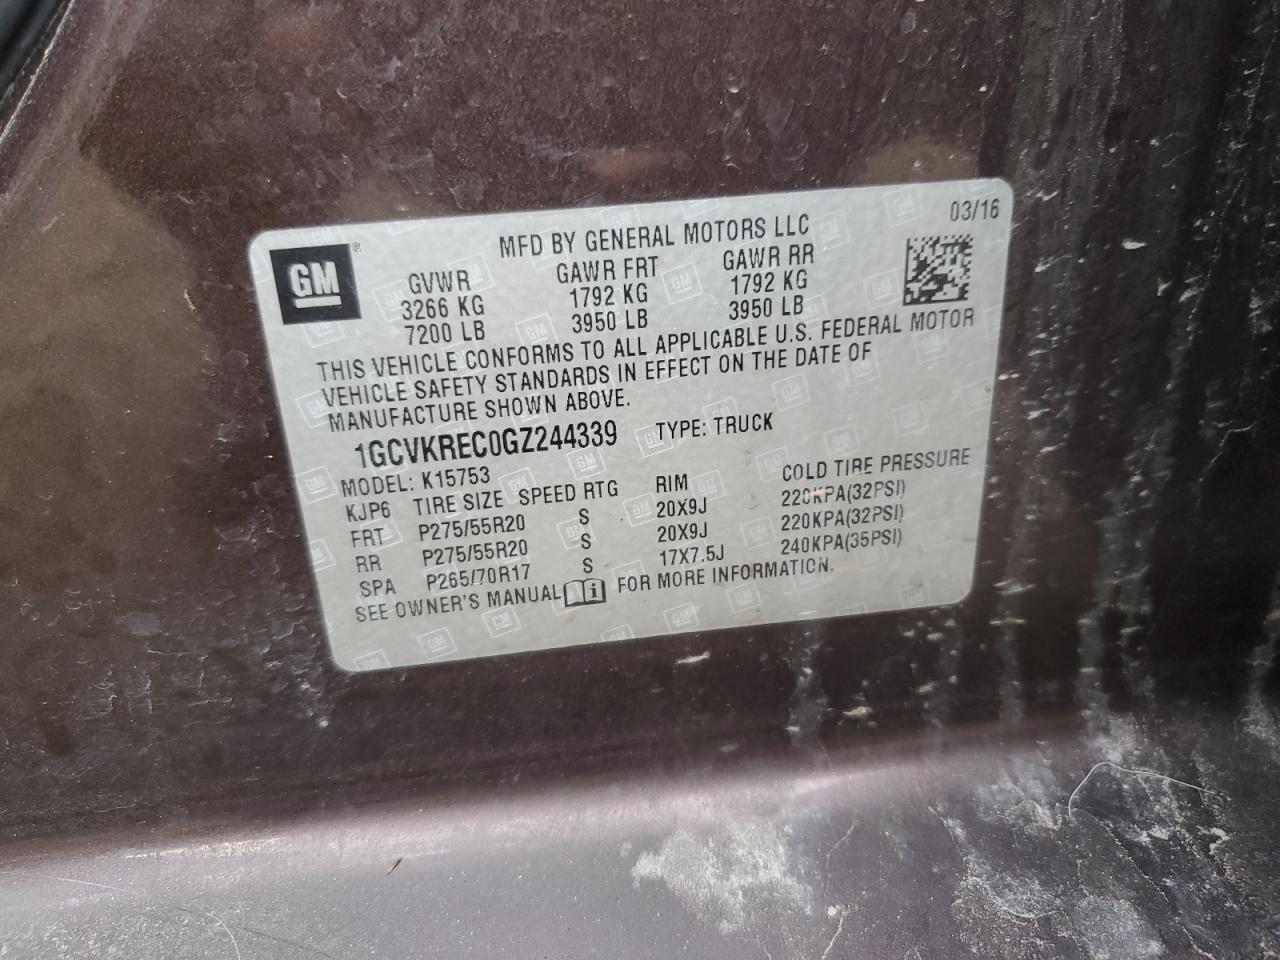 03/16
GM ®
MFD BY GENERAL MOTORS LLC
GVWR GAWR FRT GAWR RR
3266 KG 1792 KG 1792 KG
7200 LB 3950 LB 3950 LB
THIS VEHICLE CONFORMS TO ALL APPLICABLE U.S. FEDERAL MOTOR
VEHICLE SAFETY STANDARDS IN EFFECT ON THE DATE OF
MANUFACTURE SHOWN ABOVE.
1GCVKREC0GZ244339 TYPE: TRUCK
MODEL: K15753
KJP6 TIRE SIZE SPEED RTG RIM COLD TIRE PRESSURE
FRT P275/55R20 S 20X9J 220KPA(32PSI)
RR P275/55R20 S 20X9J 220KPA(32PSI)
SPA P265/70R17 S 17X7.5J 240KPA(35PSI)
SEE OWNER'S MANUAL i FOR MORE INFORMATION.